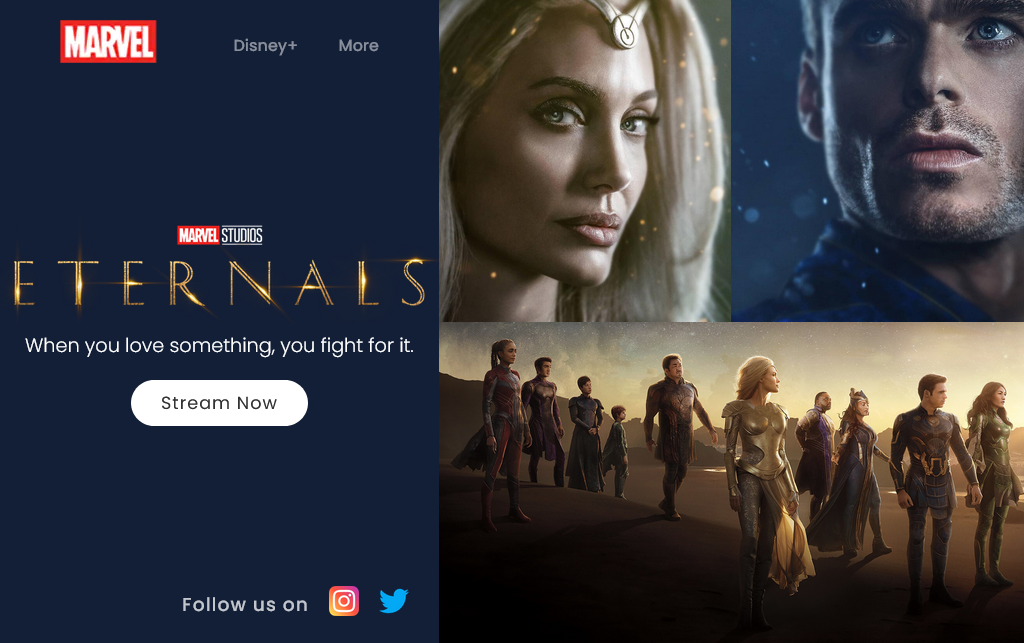 MARVEL
Disney+ More
MARVEL STUDIOS
ETERNALS
When you love something, you fight for it.
Stream Now
Follow us on